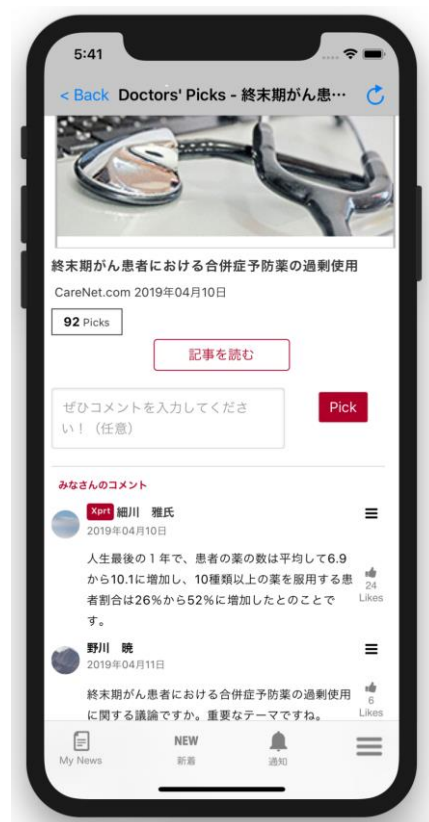 5:41
< Back Doctors' Picks - 終末期がん患…
終末期がん患者における合併症予防薬の過剰使用
CareNet.com 2019年04月10日
92 Picks
記事を読む
ぜひコメントを入力してくださ
い！（任意）
Pick
みなさんのコメント
Xprt 細川 雅氏
2019年04月10日
人生最後の１年で、患者の薬の数は平均して6.9
から10.1に増加し、10種類以上の薬を服用する患
者割合は26%から52%に増加したとのことで
す。
24
Likes
野川 暁
2019年04月11日
終末期がん患者における合併症予防薬の過剰使用
に関する議論ですか。重要なテーマですね。
6
Likes
My News
NEW
新着
通知